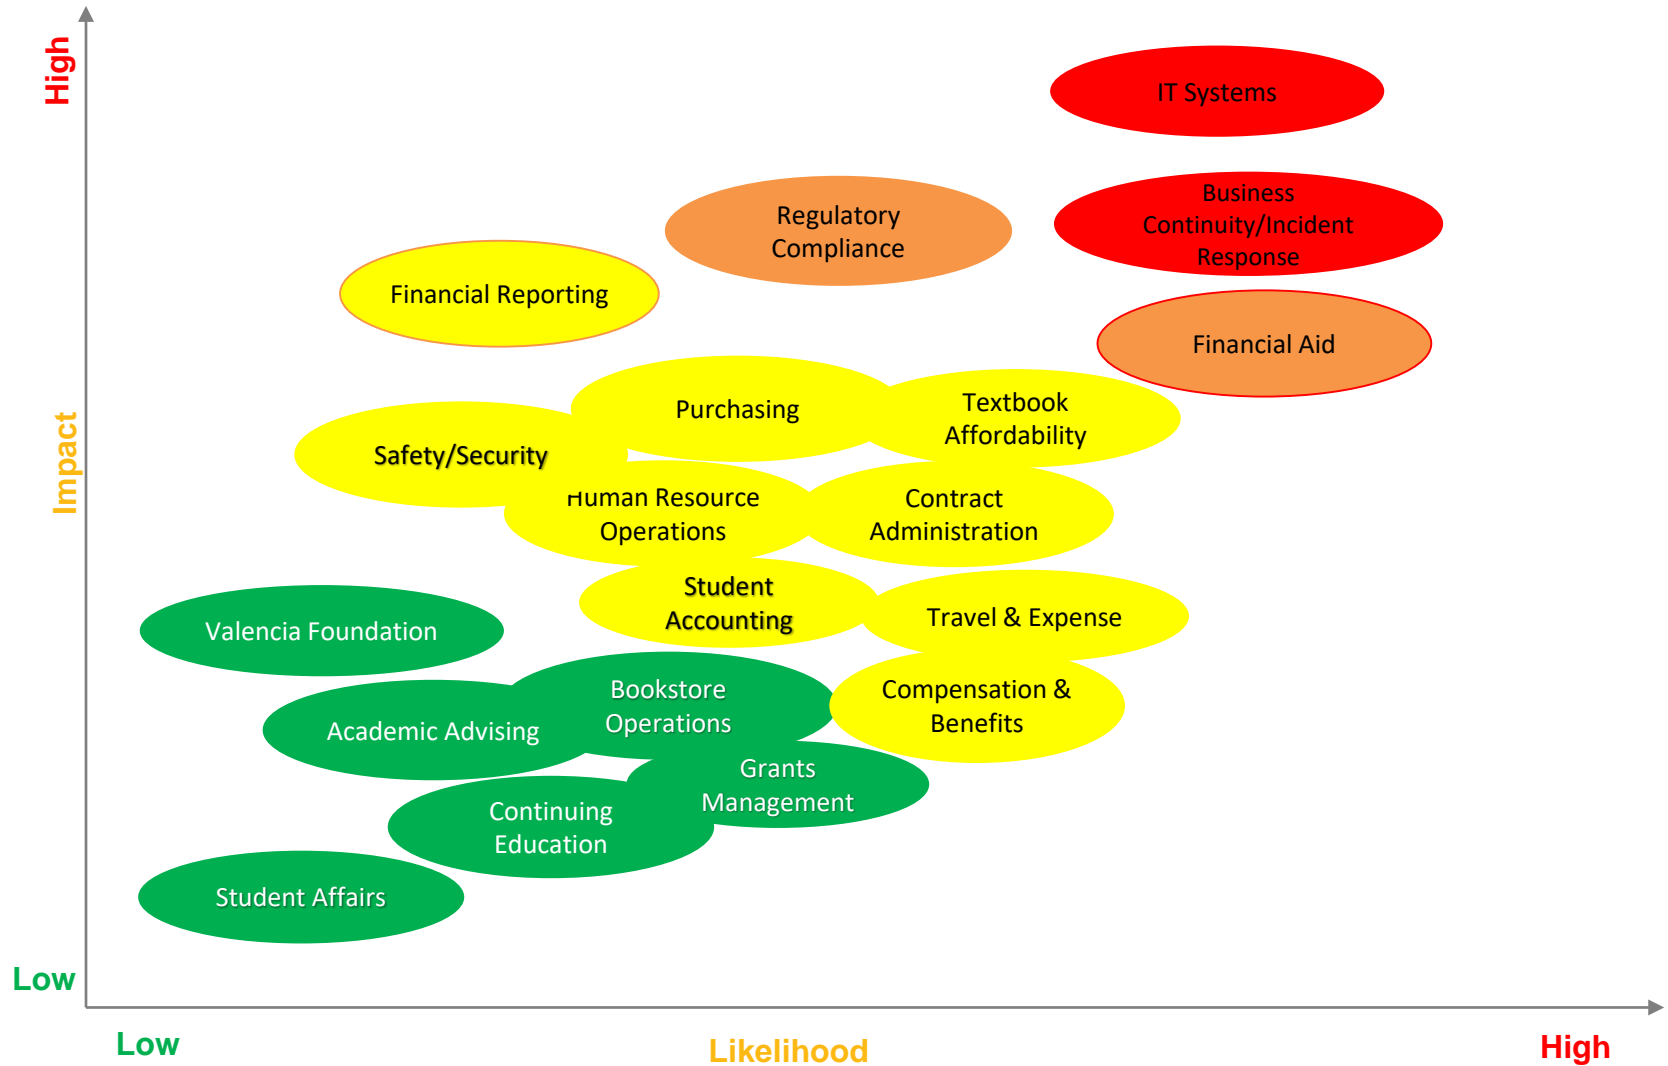 High
IT Systems
Business
Continuity/Incident
Response
Regulatory
Compliance
Financial Reporting
Financial Aid
Purchasing
Textbook
Affordability
Impact
Safety/Security
Human Resource
Operations
Contract
Administration
Student
Accounting
Travel & Expense
Valencia Foundation
Bookstore
Operations
Compensation &
Benefits
Academic Advising
Grants
Management
Continuing
Education
Student Affairs
Low
Low
Likelihood
High